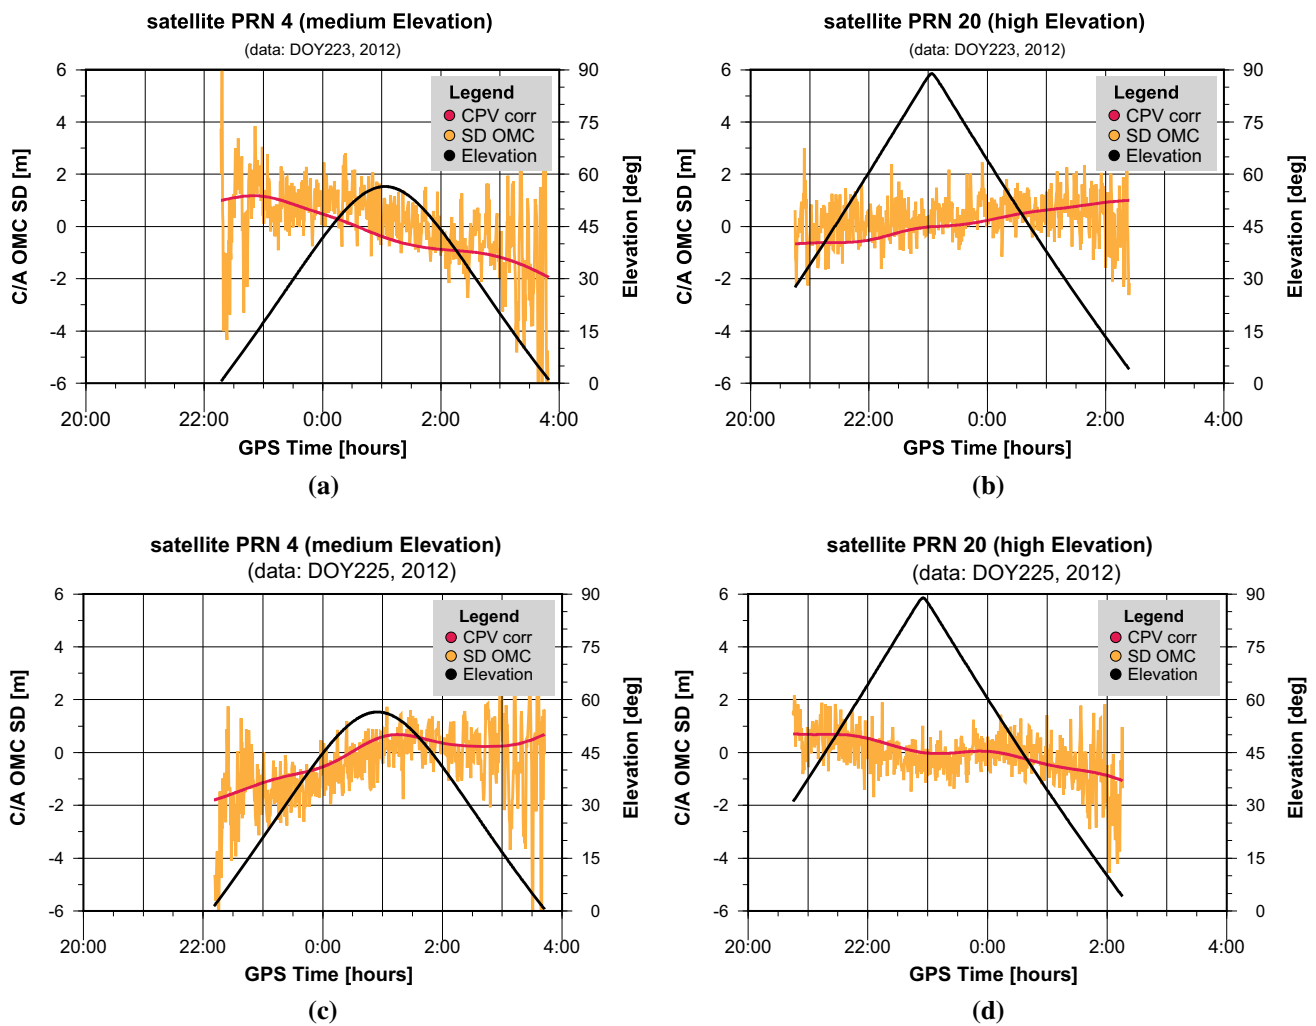 satellite PRN 4 (medium Elevation)
(data: DOY223, 2012)
C/A OMC SD [m]
6
4
2
0
-2
-4
-6
90
75
60
45
30
15
0
Elevation [deg]
Legend
CPV corr
SD OMC
Elevation
20:00 22:00 0:00 2:00 4:00
GPS Time [hours]
(a)
satellite PRN 20 (high Elevation)
(data: DOY223, 2012)
C/A OMC SD [m]
6
4
2
0
-2
-4
-6
90
75
60
45
30
15
0
Elevation [deg]
Legend
CPV corr
SD OMC
Elevation
20:00 22:00 0:00 2:00 4:00
GPS Time [hours]
(b)
satellite PRN 4 (medium Elevation)
(data: DOY225, 2012)
C/A OMC SD [m]
6
4
2
0
-2
-4
-6
90
75
60
45
30
15
0
Elevation [deg]
Legend
CPV corr
SD OMC
Elevation
20:00 22:00 0:00 2:00 4:00
GPS Time [hours]
(c)
satellite PRN 20 (high Elevation)
(data: DOY225, 2012)
C/A OMC SD [m]
6
4
2
0
-2
-4
-6
90
75
60
45
30
15
0
Elevation [deg]
Legend
CPV corr
SD OMC
Elevation
20:00 22:00 0:00 2:00 4:00
GPS Time [hours]
(d)